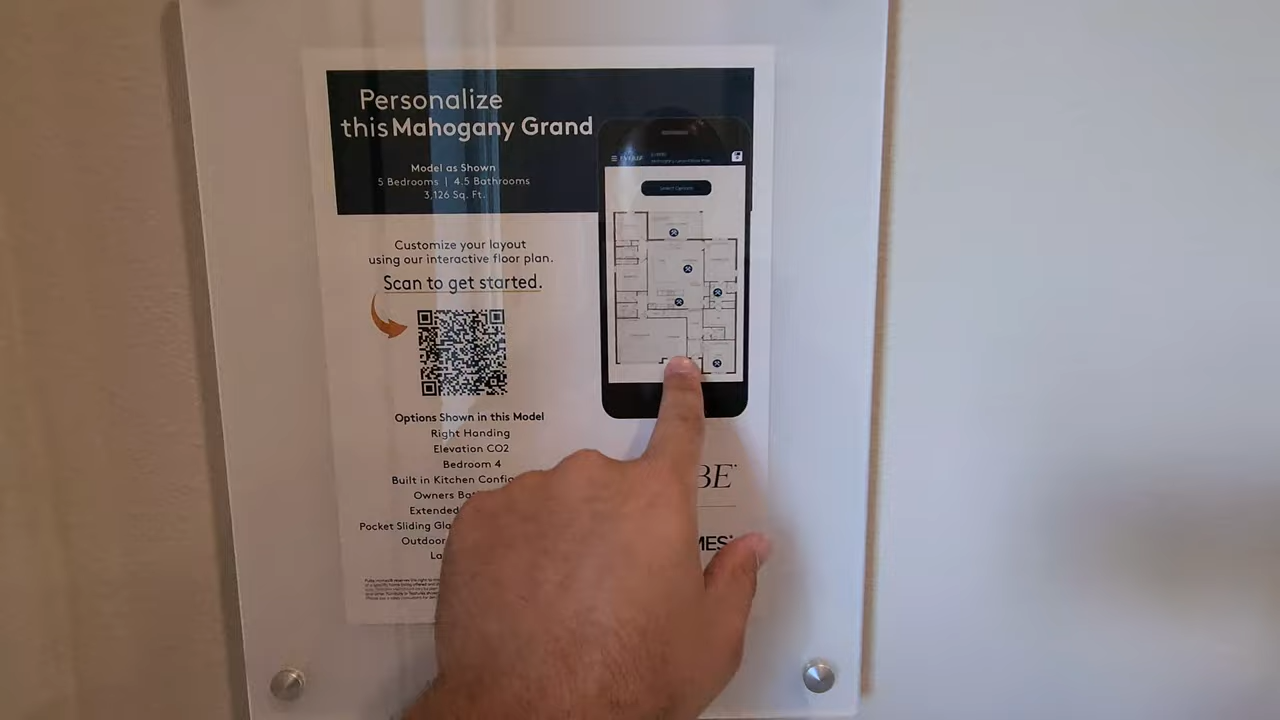 Personalize
this Mahogany Grand
Model as Shown
5 Bedrooms | 4.5 Bathrooms
3,126 Sq. Ft.
Select Options
Customize your layout
using our interactive floor plan.
Scan to get started.
Options Shown in this Model
Right Handing
Elevation CO2
Bedroom 4
Built in Kitchen
Owners
Extended
Pocket Sliding
Outdoor